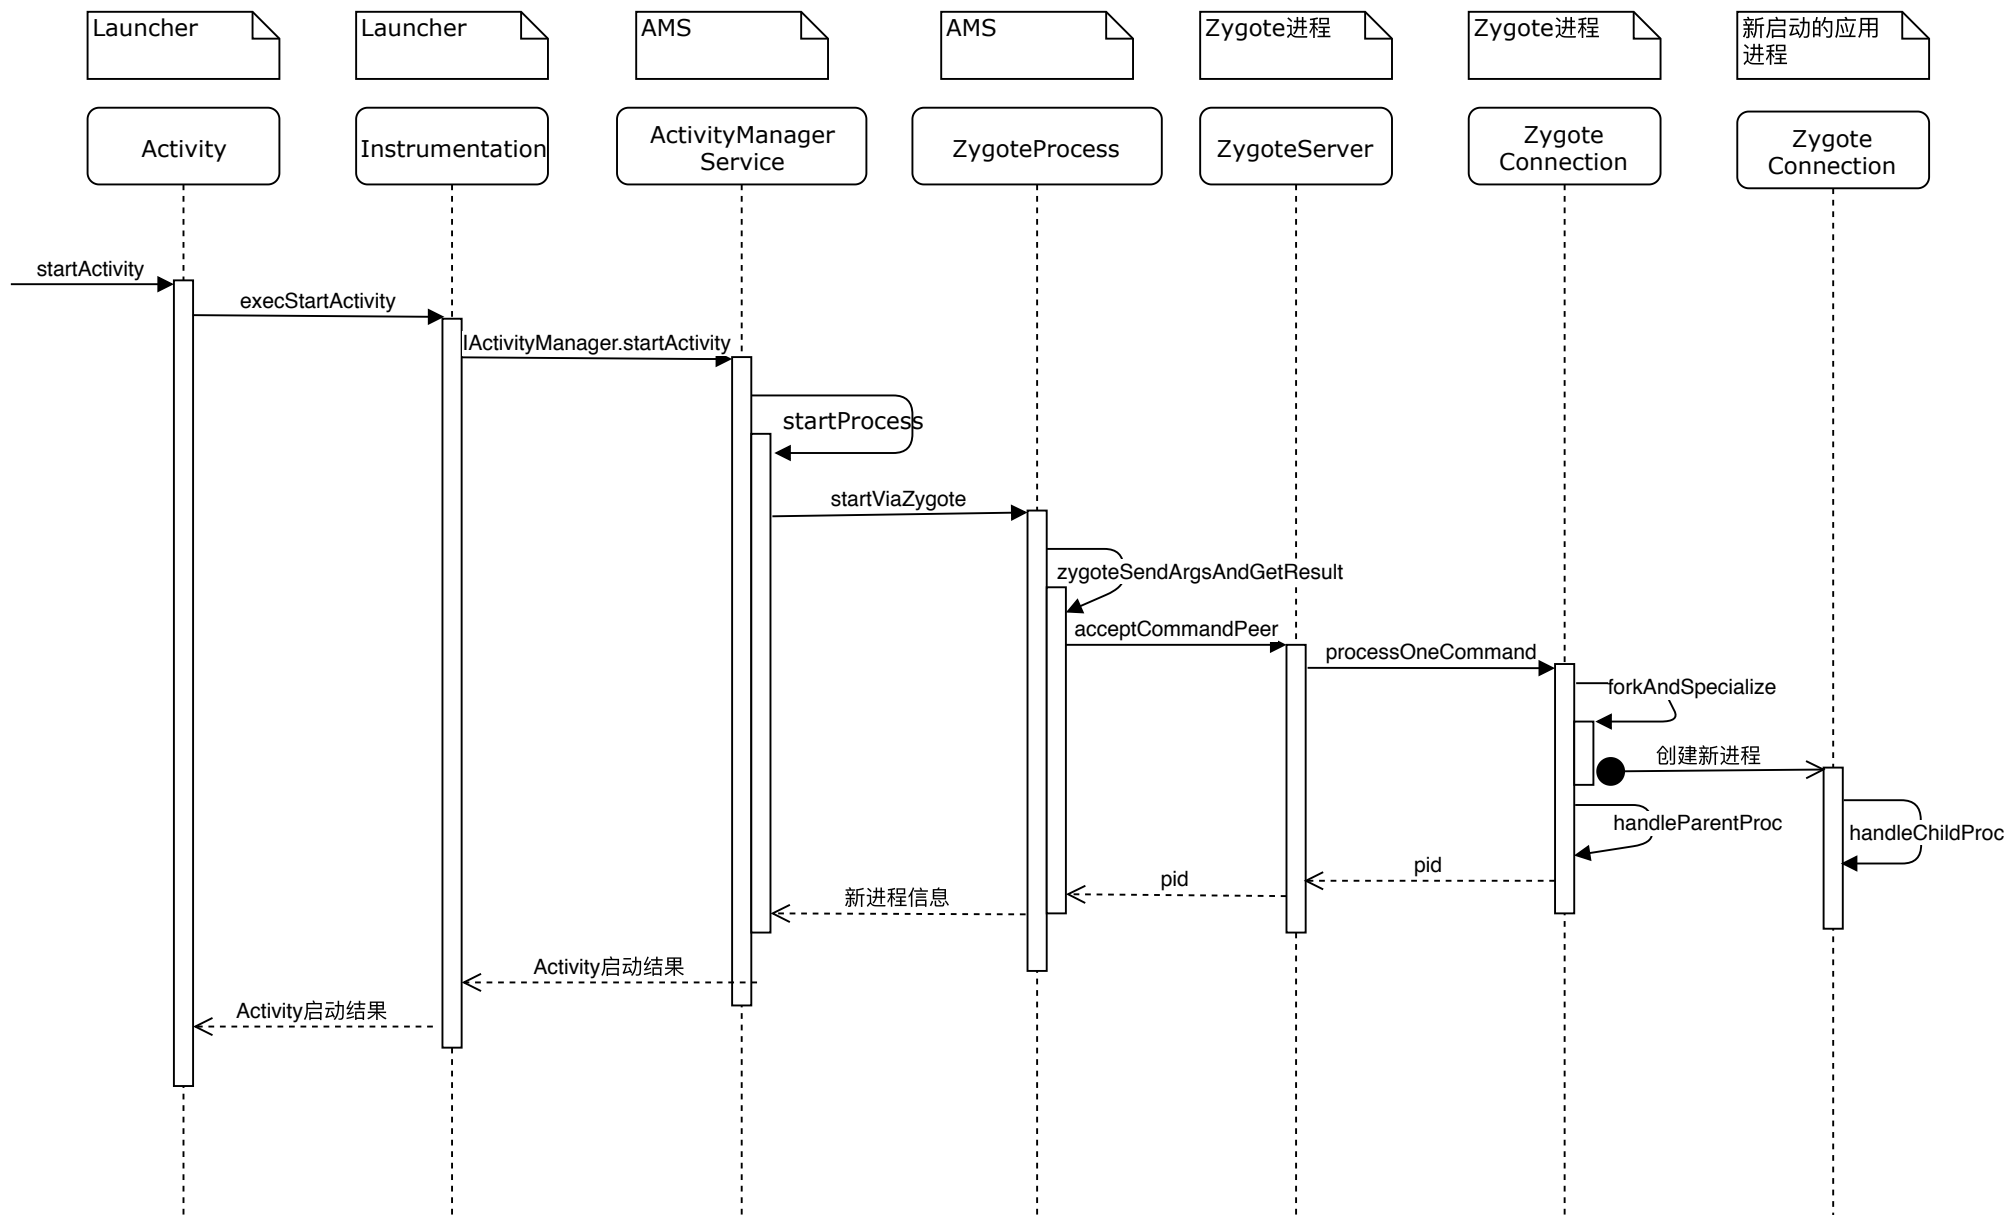 Launcher
Launcher
AMS
AMS
Zygote进程
Zygote进程
新启动的应用
进程
Activity
Instrumentation
ActivityManager
Service
ZygoteProcess
ZygoteServer
Zygote
Connection
Zygote
Connection
startActivity
execStartActivity
IActivityManager.startActivity
startProcess
startViaZygote
zygoteSendArgsAndGetResult
acceptCommandPeer
processOneCommand
forkAndSpecialize
创建新进程
handleParentProc
handleChildProc
pid
pid
新进程信息
Activity启动结果
Activity启动结果